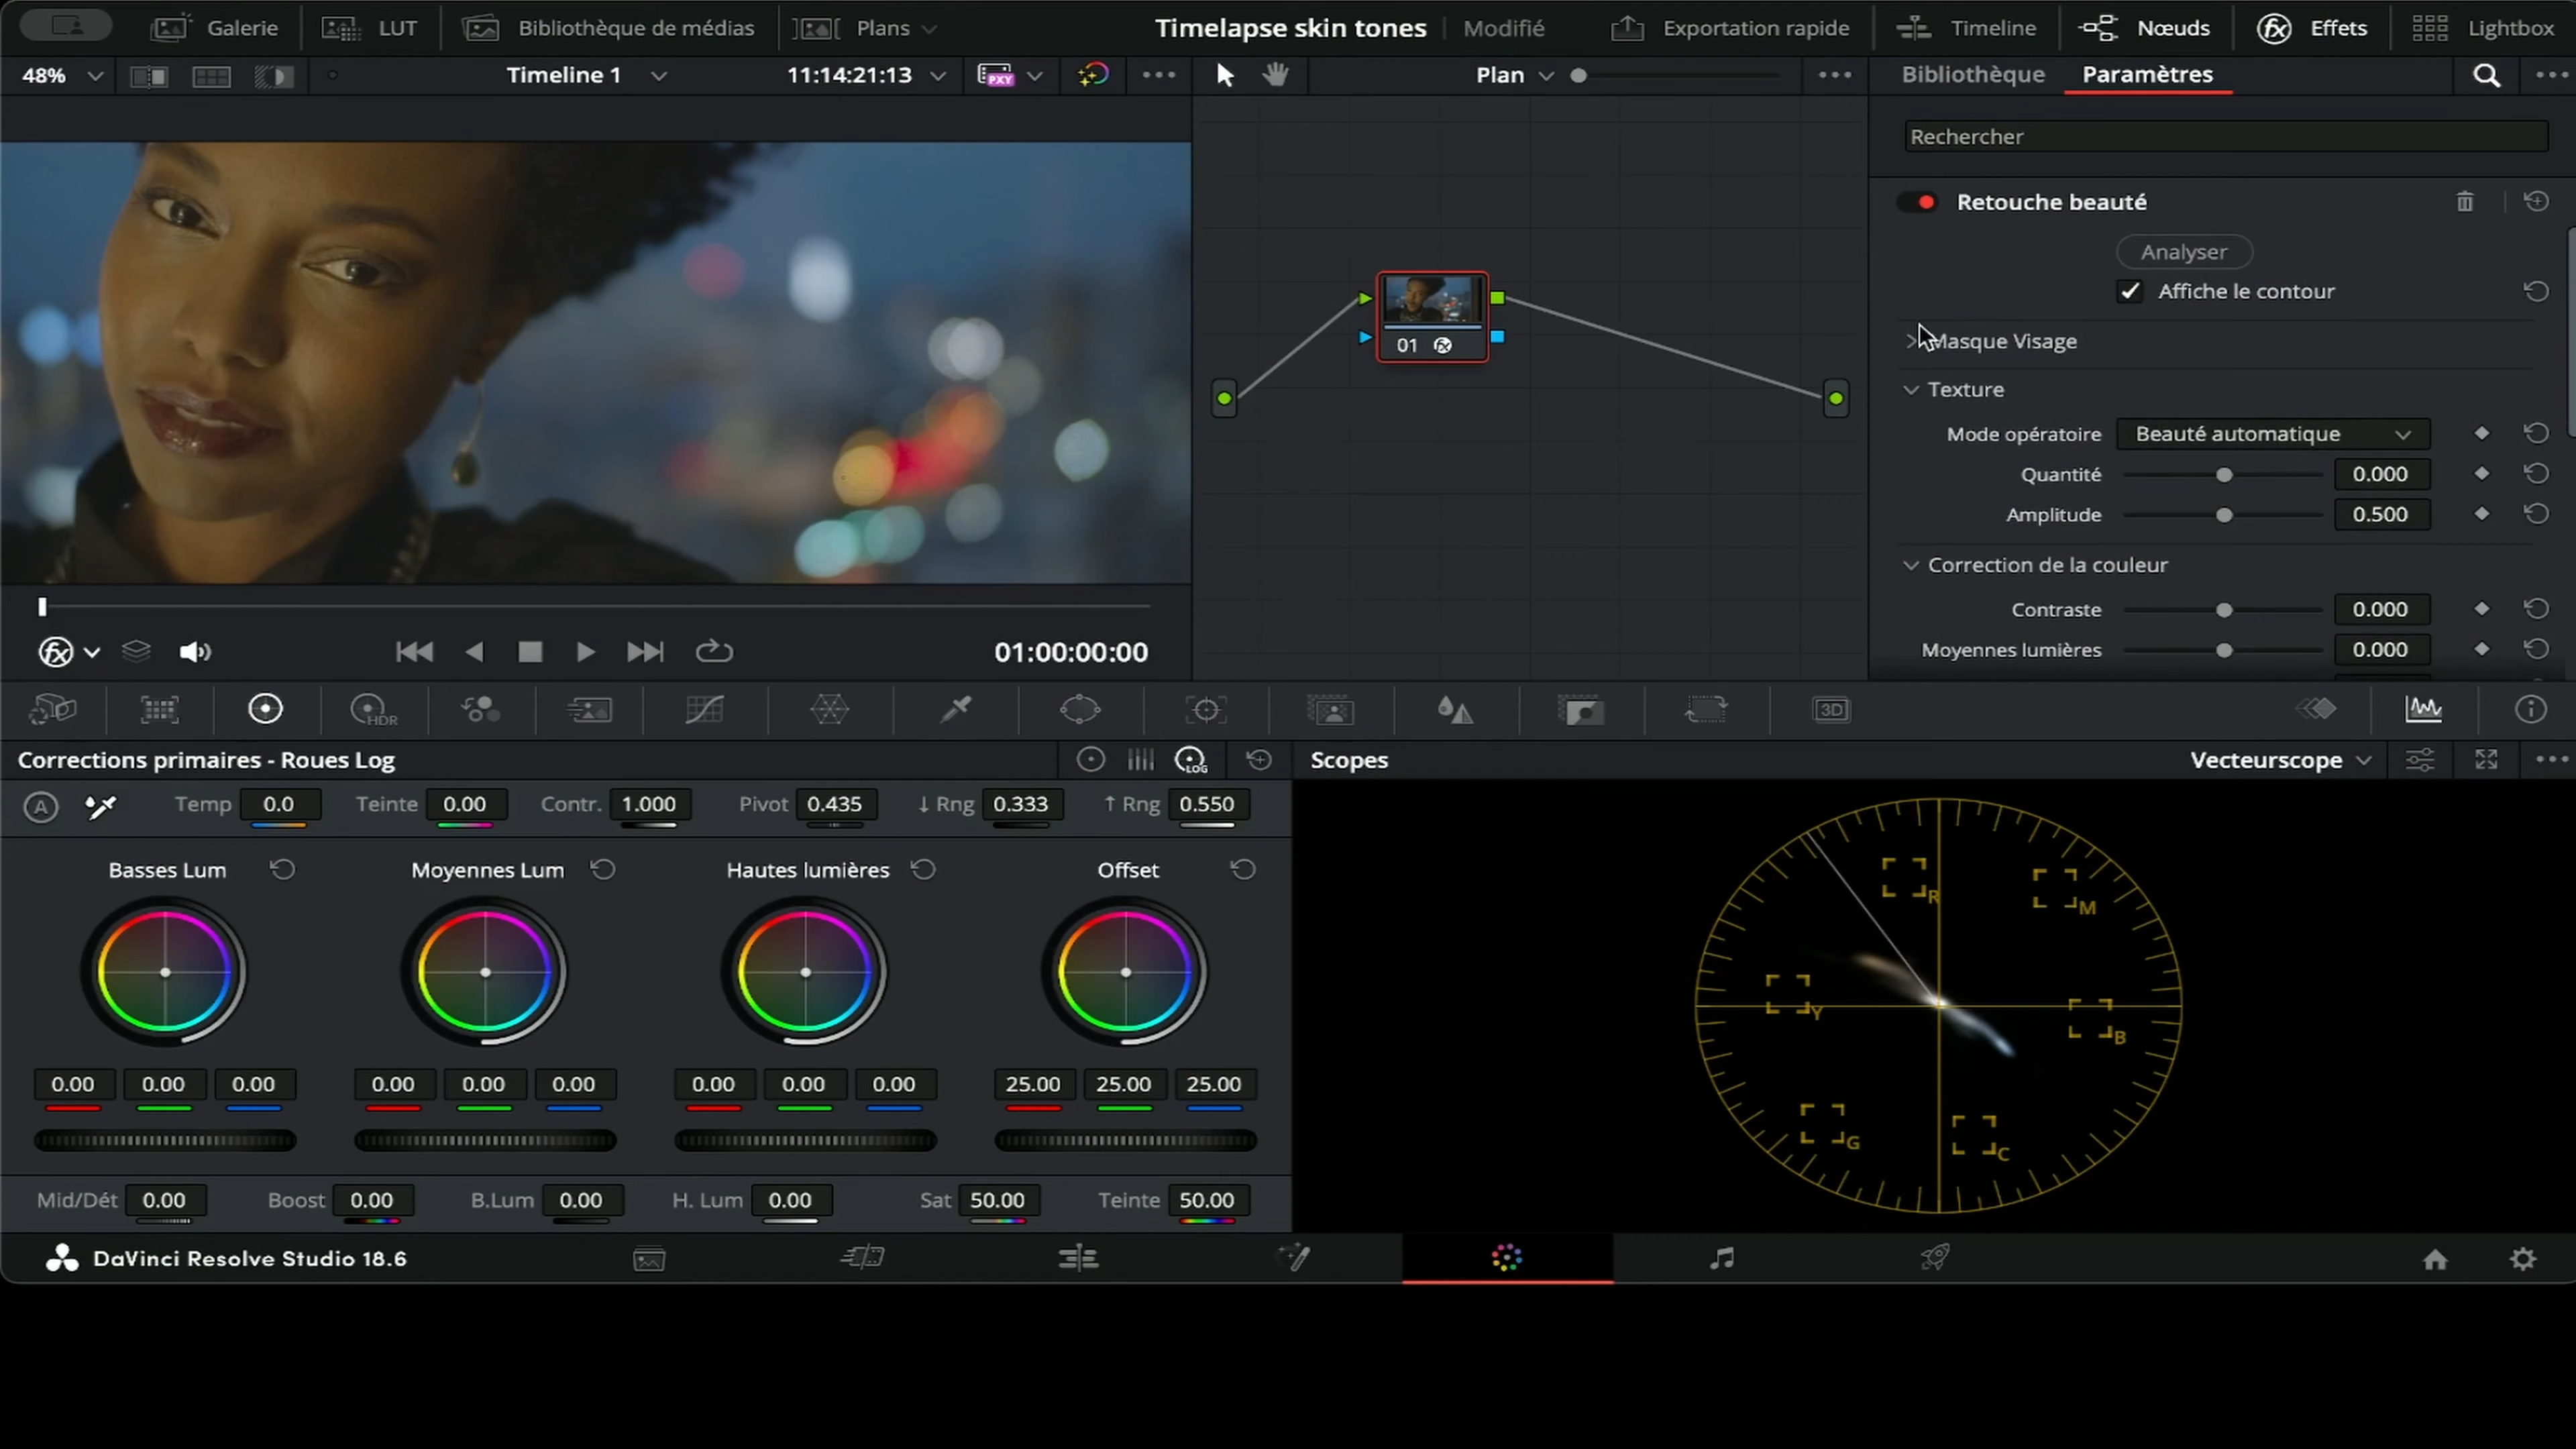 Galerie LUT Bibliothèque de médias Plans Timelapse skin tones Modifié Exportation rapide Timeline Nœuds Effets Lightbox
48% Timeline 1 11:14:21:13 PXY Plan Bibliothèque Paramètres
Rechercher
Retouche beauté
Analyser
Affiche le contour
Masque Visage
01
Texture
Mode opératoire Beauté automatique
Quantité 0.000
Amplitude 0.500
Correction de la couleur
Contraste 0.000
Moyennes lumières 0.000
01:00:00:00
HDR 3D
Corrections primaires - Roues Log LOG Scopes Vecteurscope
A Temp 0.0 Teinte 0.00 Contr. 1.000 Pivot 0.435 ↓ Rng 0.333 ↑ Rng 0.550
Basses Lum Moyennes Lum Hautes lumières Offset
R M
Y B
G C
0.00 0.00 0.00 0.00 0.00 0.00 0.00 0.00 0.00 25.00 25.00 25.00
Mid/Dét 0.00 Boost 0.00 B.Lum 0.00 H. Lum 0.00 Sat 50.00 Teinte 50.00
DaVinci Resolve Studio 18.6